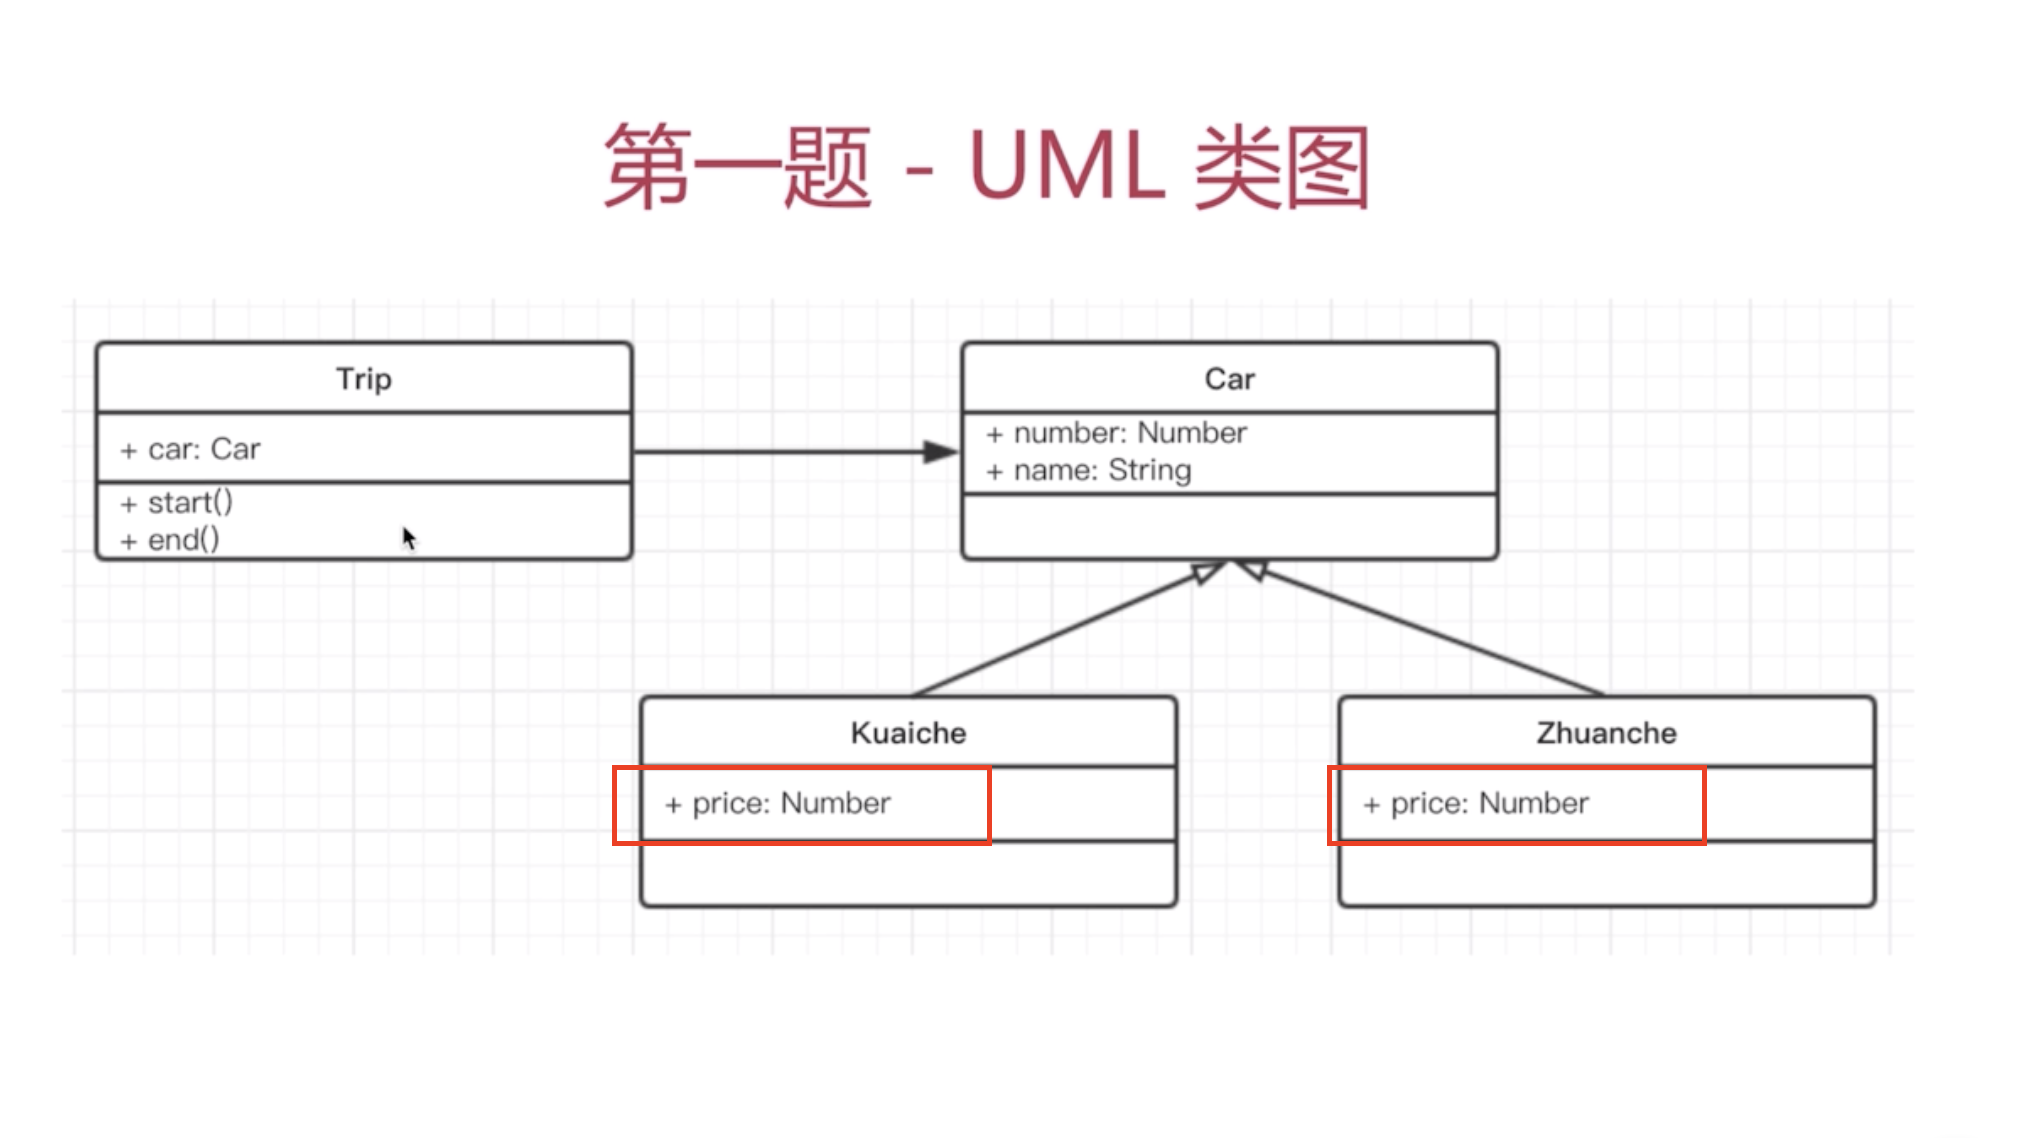 第一题 - UML 类图
Trip
+ car: Car
+ start()
+ end()
Car
+ number: Number
+ name: String
Kuaiche
+ price: Number
Zhuanche
+ price: Number